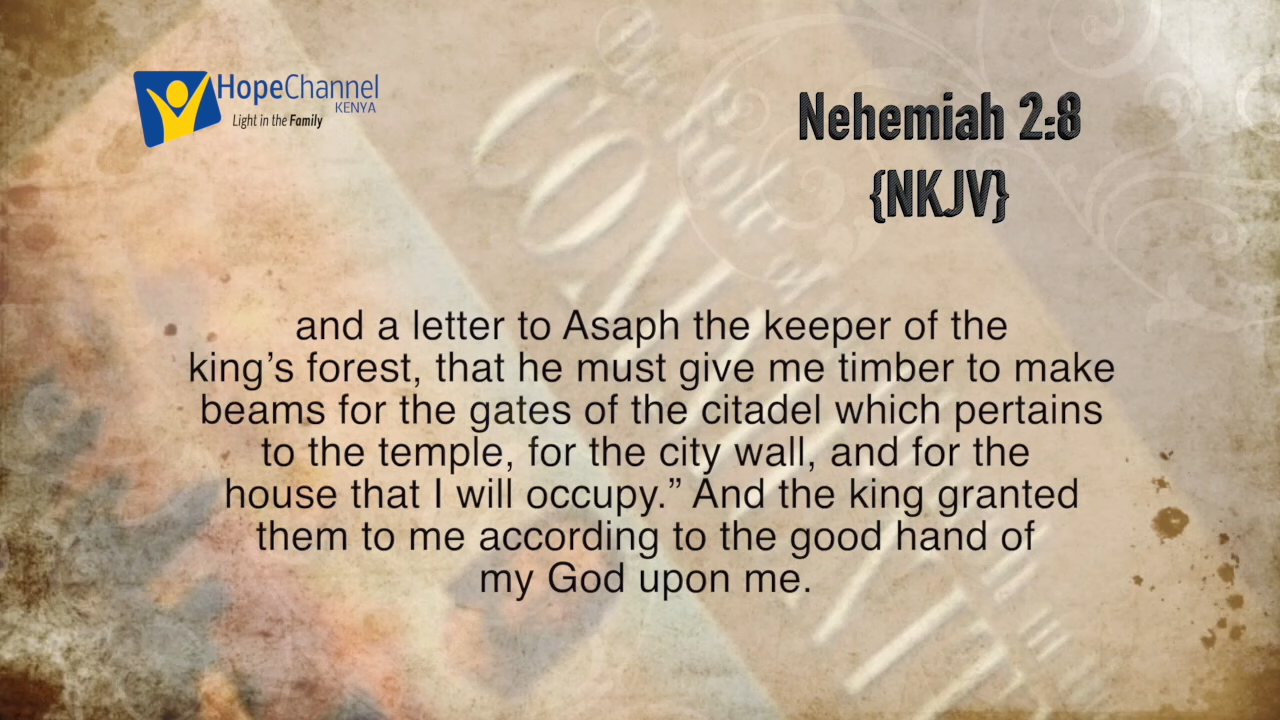 HopeChannel
KENYA
Light in the Family
Nehemiah 2:8
{NKJV}
and a letter to Asaph the keeper of the
king’s forest, that he must give me timber to make
beams for the gates of the citadel which pertains
to the temple, for the city wall, and for the
house that I will occupy.” And the king granted
them to me according to the good hand of
my God upon me.